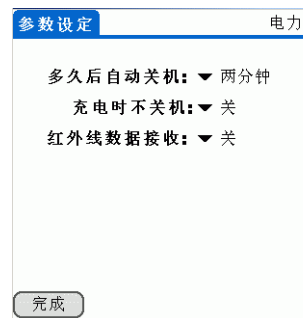 参数设定 电力
多久后自动关机: 两分钟
充电时不关机: 关
红外线数据接收: 关
完成